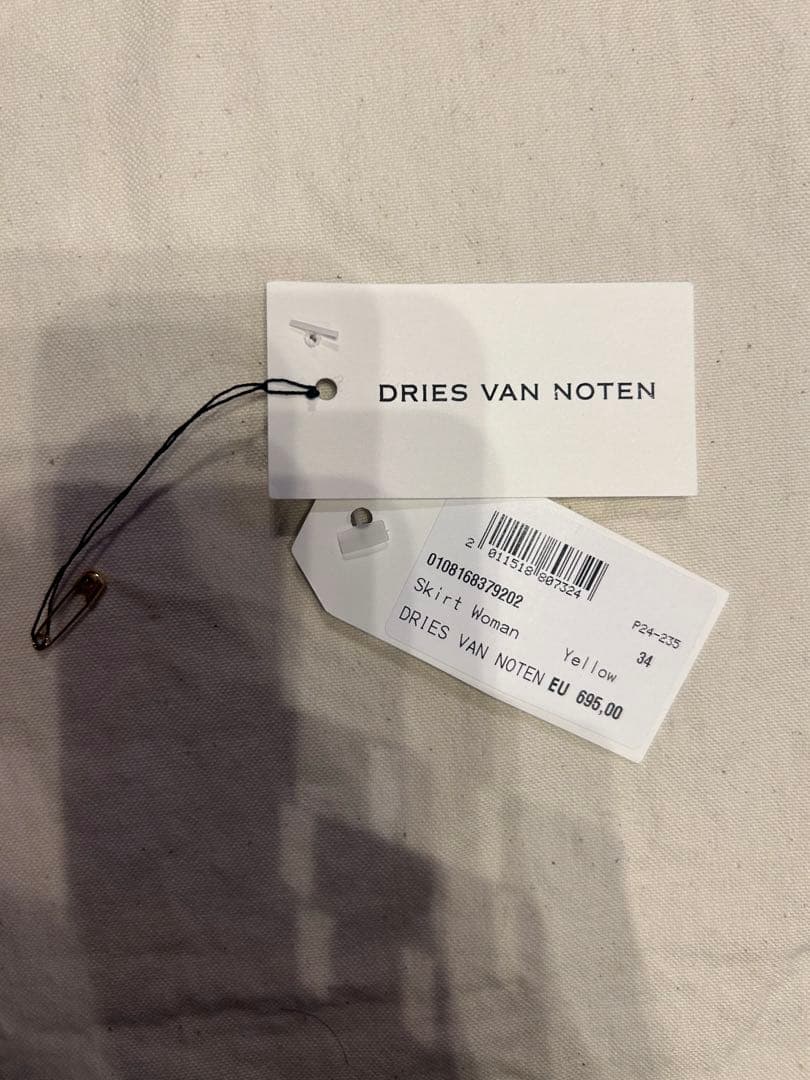 DRIES VAN NOTEN
2 011518 807324
0108168379202
P24-235
Skirt Woman
34
Yellow
DRIES VAN NOTEN EU 695,00